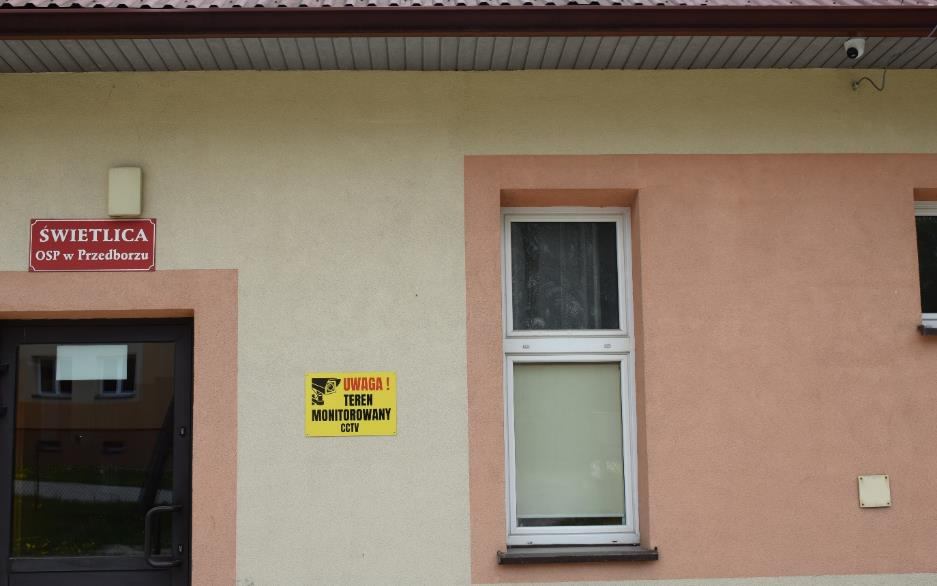 ŚWIETLICA
OSP w Przedborzu
UWAGA !
TEREN
MONITOROWANY
CCTV